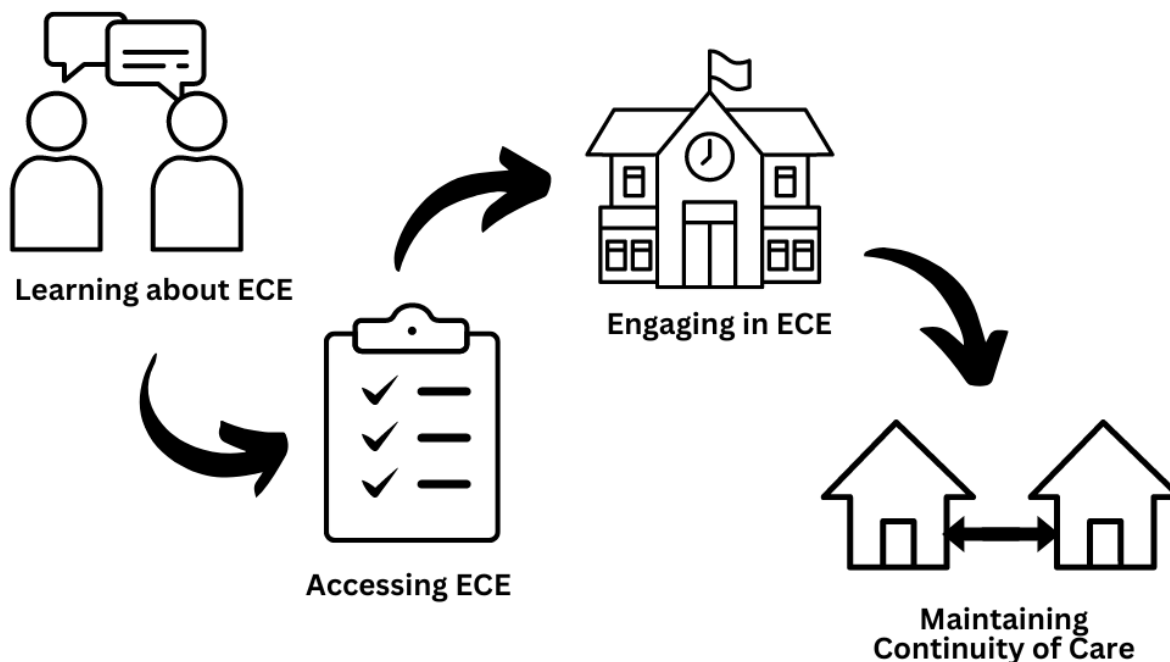 Learning about ECE
Accessing ECE
Engaging in ECE
Maintaining
Continuity of Care